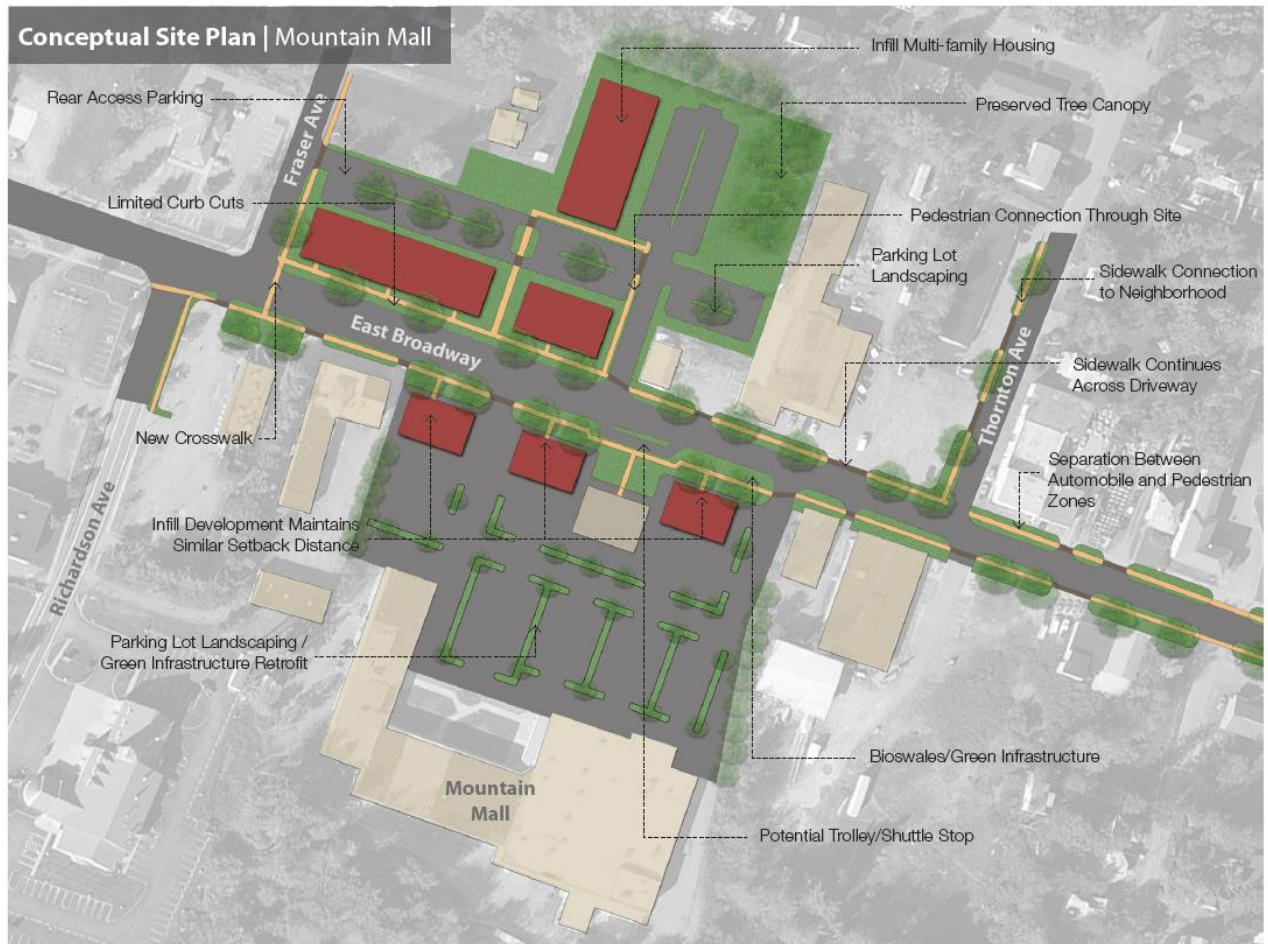 Conceptual Site Plan | Mountain Mall
Infill Multi-family Housing
Rear Access Parking
Preserved Tree Canopy
Fraser Ave
Limited Curb Cuts
Pedestrian Connection Through Site
Parking Lot
Landscaping
Sidewalk Connection
to Neighborhood
East Broadway
Thornton Ave
Sidewalk Continues
Across Driveway
New Crosswalk
Separation Between
Automobile and Pedestrian
Zones
Richardson Ave
Infill Development Maintains
Similar Setback Distance
Parking Lot Landscaping /
Green Infrastructure Retrofit
Bioswales/Green Infrastructure
Mountain
Mall
Potential Trolley/Shuttle Stop